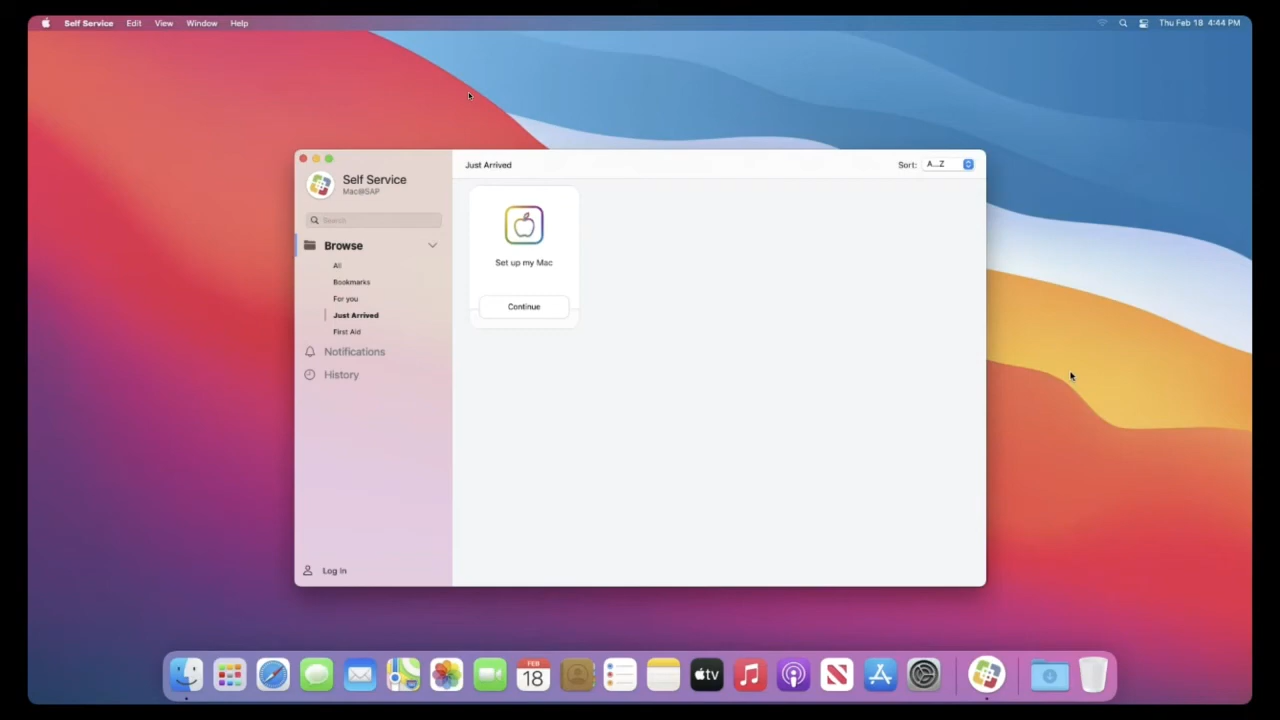 Self Service Edit View Window Help Thu Feb 18 4:44 PM
Self Service
Mac@SAP
Search
Browse
All
Bookmarks
For you
Just Arrived
First Aid
Notifications
History
Log In
Just Arrived
Sort: A...Z
Set up my Mac
Continue
FEB
18
tv